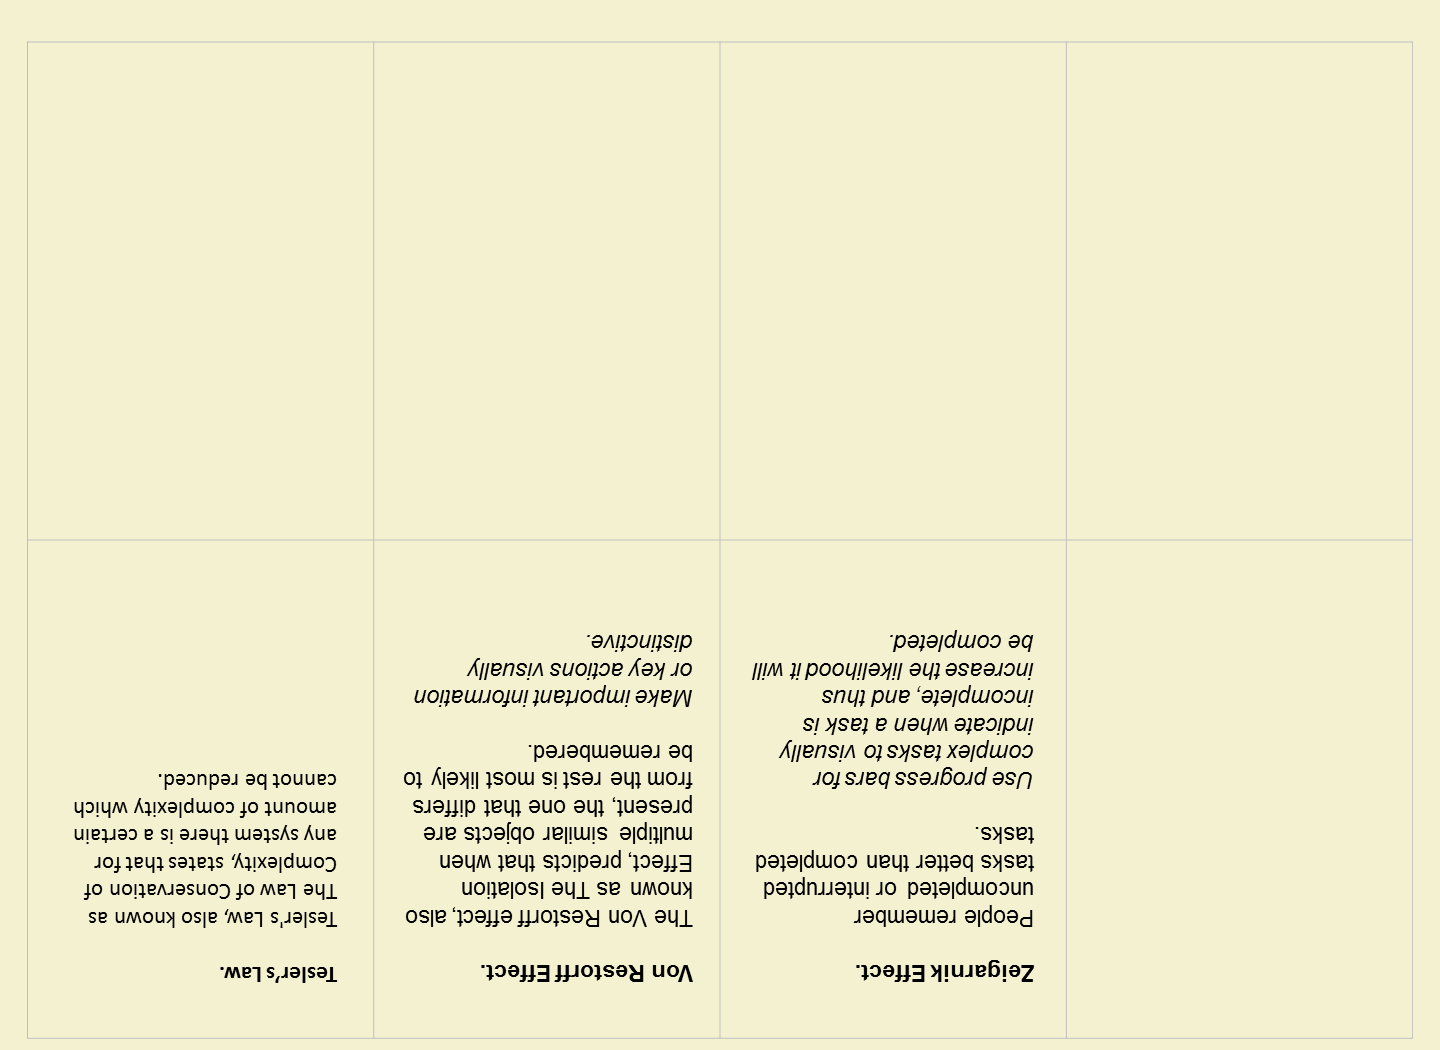 Zeigarnik Effect.
People remember
uncompleted or interrupted
tasks better than completed
tasks.
Use progress bars for
complex tasks to visually
indicate when a task is
incomplete, and thus
increase the likelihood it will
be completed.
Von Restorff Effect.
The Von Restorff effect, also
known as The Isolation
Effect, predicts that when
multiple similar objects are
present, the one that differs
from the rest is most likely to
be remembered.
Make important information
or key actions visually
distinctive.
Tesler's Law.
Tesler's Law, also known as
The Law of Conservation of
Complexity, states that for
any system there is a certain
amount of complexity which
cannot be reduced.